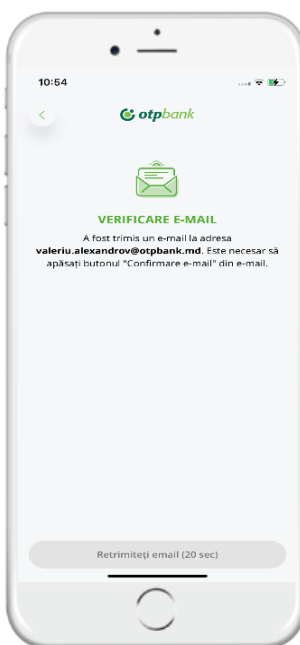 10:54
otpbank
VERIFICARE E-MAIL
A fost trimis un e-mail la adresa
valeriu.alexandrov@otpbank.md. Este necesar să
apăsați butonul "Confirmare e-mail" din e-mail.
Retrimiteți email (20 sec)